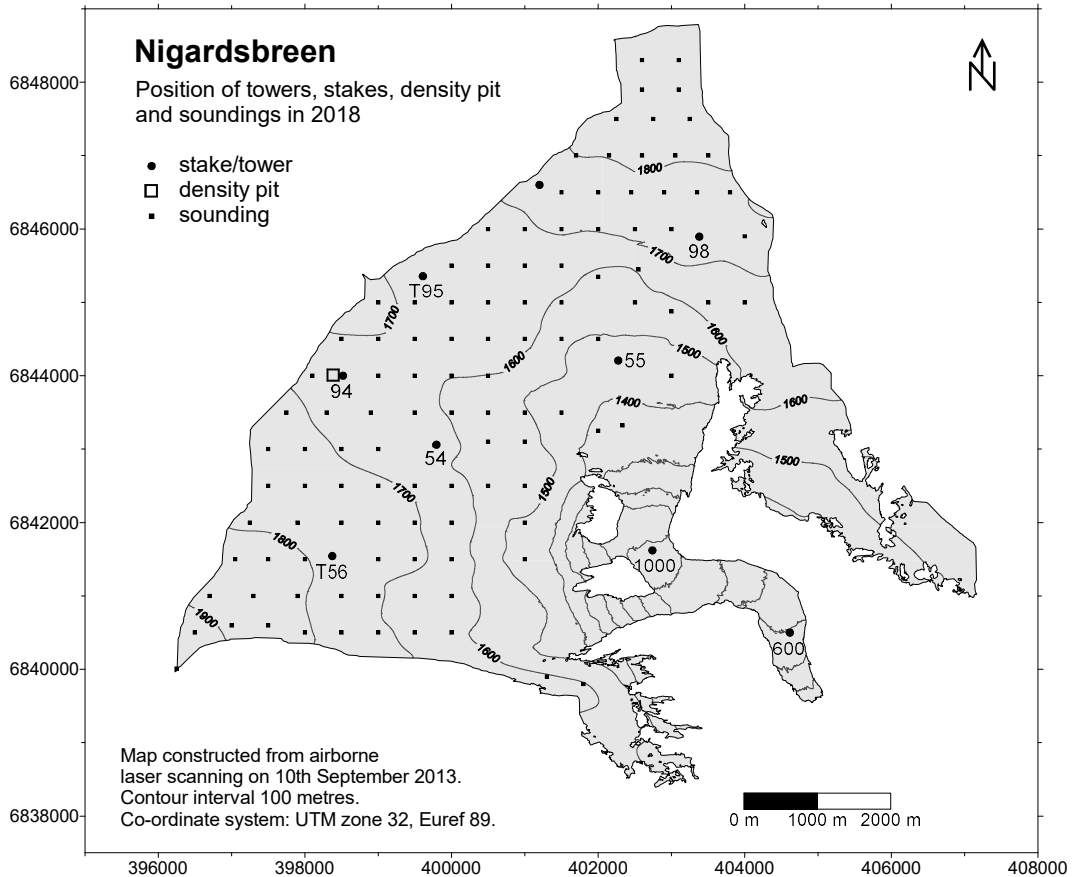 Nigardsbreen
Position of towers, stakes, density pit
and soundings in 2018
stake/tower
density pit
sounding
N
6848000
6846000
6844000
6842000
6840000
6838000
1800
98
1700
T95
1700
1600
1600
1500
55
94
1400
1600
54
1500
1700
1500
1800
T56
1000
1900
600
1600
Map constructed from airborne
laser scanning on 10th September 2013.
Contour interval 100 metres.
Co-ordinate system: UTM zone 32, Euref 89.
0 m 1000 m 2000 m
396000 398000 400000 402000 404000 406000 408000